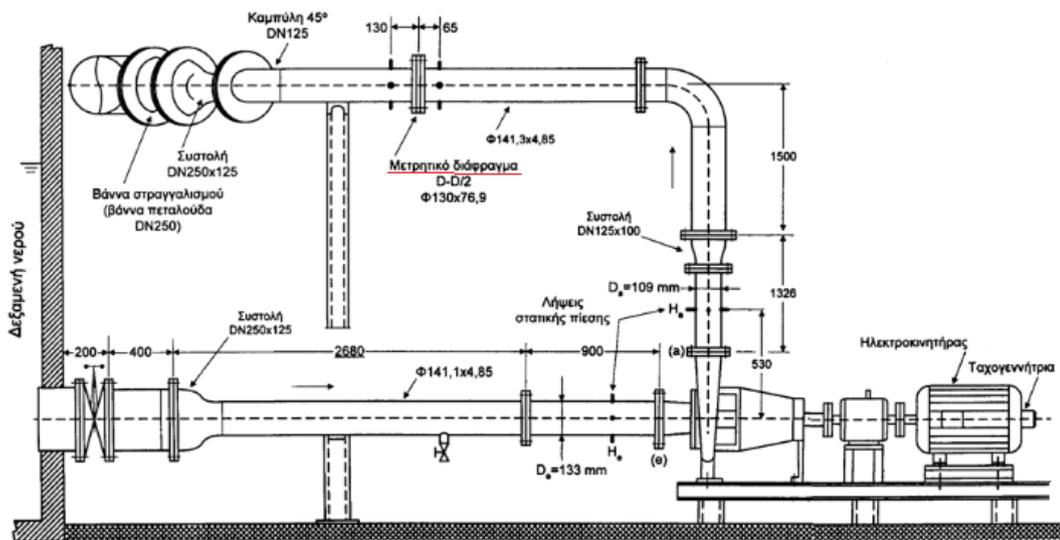 Καμπύλη 45°
DN125
130
65
Φ141,3x4,85
Συστολή
DN250x125
Μετρητικό διάφραγμα
D-D/2
Φ130x76,9
Βάννα στραγγαλισμού
(βάννα πεταλούδα
DN250)
1500
Συστολή
DN125x100
Δεξαμενή νερού
Dₐ=109 mm
1326
Λήψεις
στατικής πίεσης
Hₐ
Συστολή
DN250x125
200
400
2680
900
(a)
530
Ηλεκτροκινητήρας
Ταχογεννήτρια
Φ141,1x4,85
Hₑ
(e)
Dₑ=133 mm